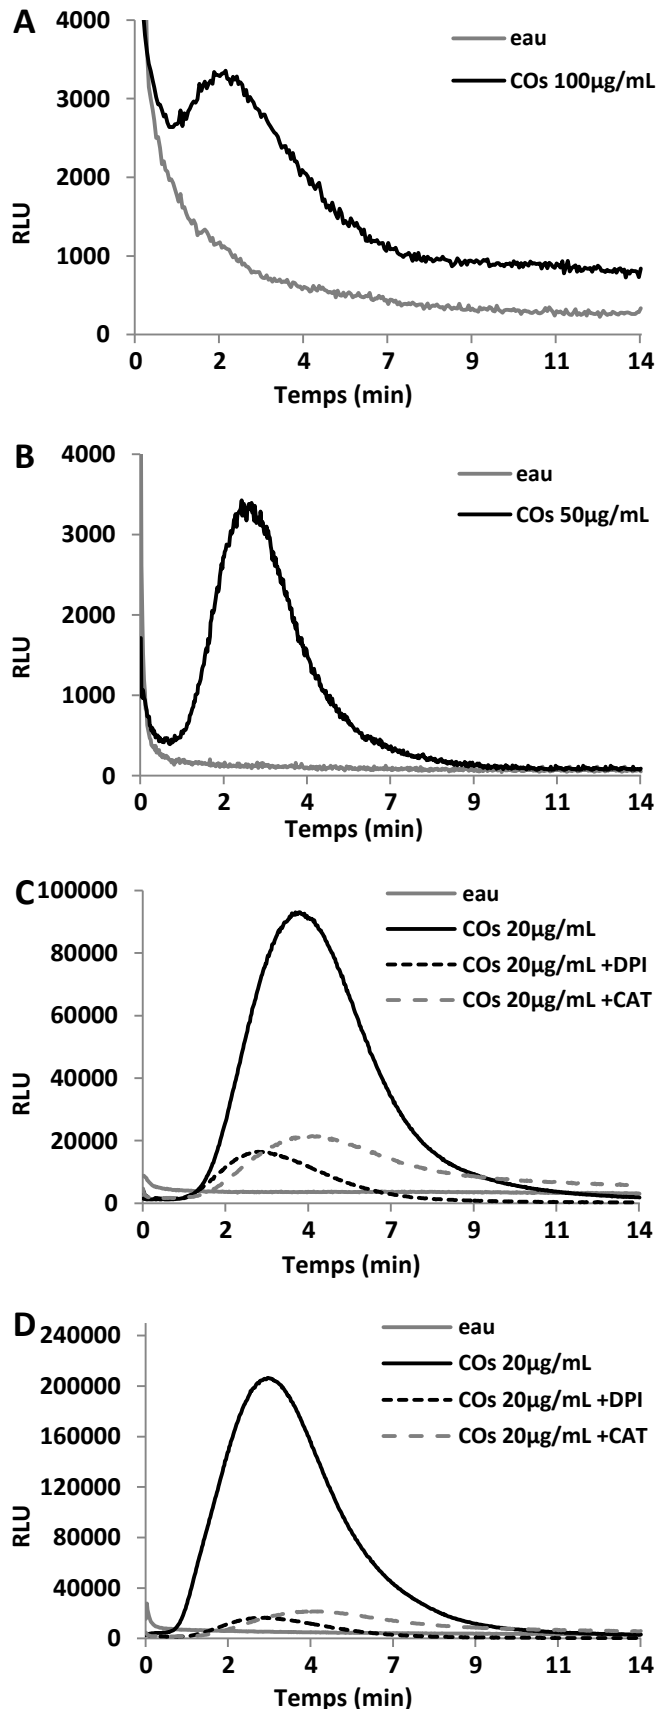 A
4000
3000
2000
1000
0
RLU
eau
COs 100µg/mL
0 2 4 7 9 11 14
Temps (min)
B
4000
3000
2000
1000
0
RLU
eau
COs 50µg/mL
0 2 4 7 9 11 14
Temps (min)
C
100000
80000
60000
40000
20000
0
RLU
eau
COs 20µg/mL
COs 20µg/mL +DPI
COs 20µg/mL +CAT
0 2 4 7 9 11 14
Temps (min)
D
240000
200000
160000
120000
80000
40000
0
RLU
eau
COs 20µg/mL
COs 20µg/mL +DPI
COs 20µg/mL +CAT
0 2 4 7 9 11 14
Temps (min)